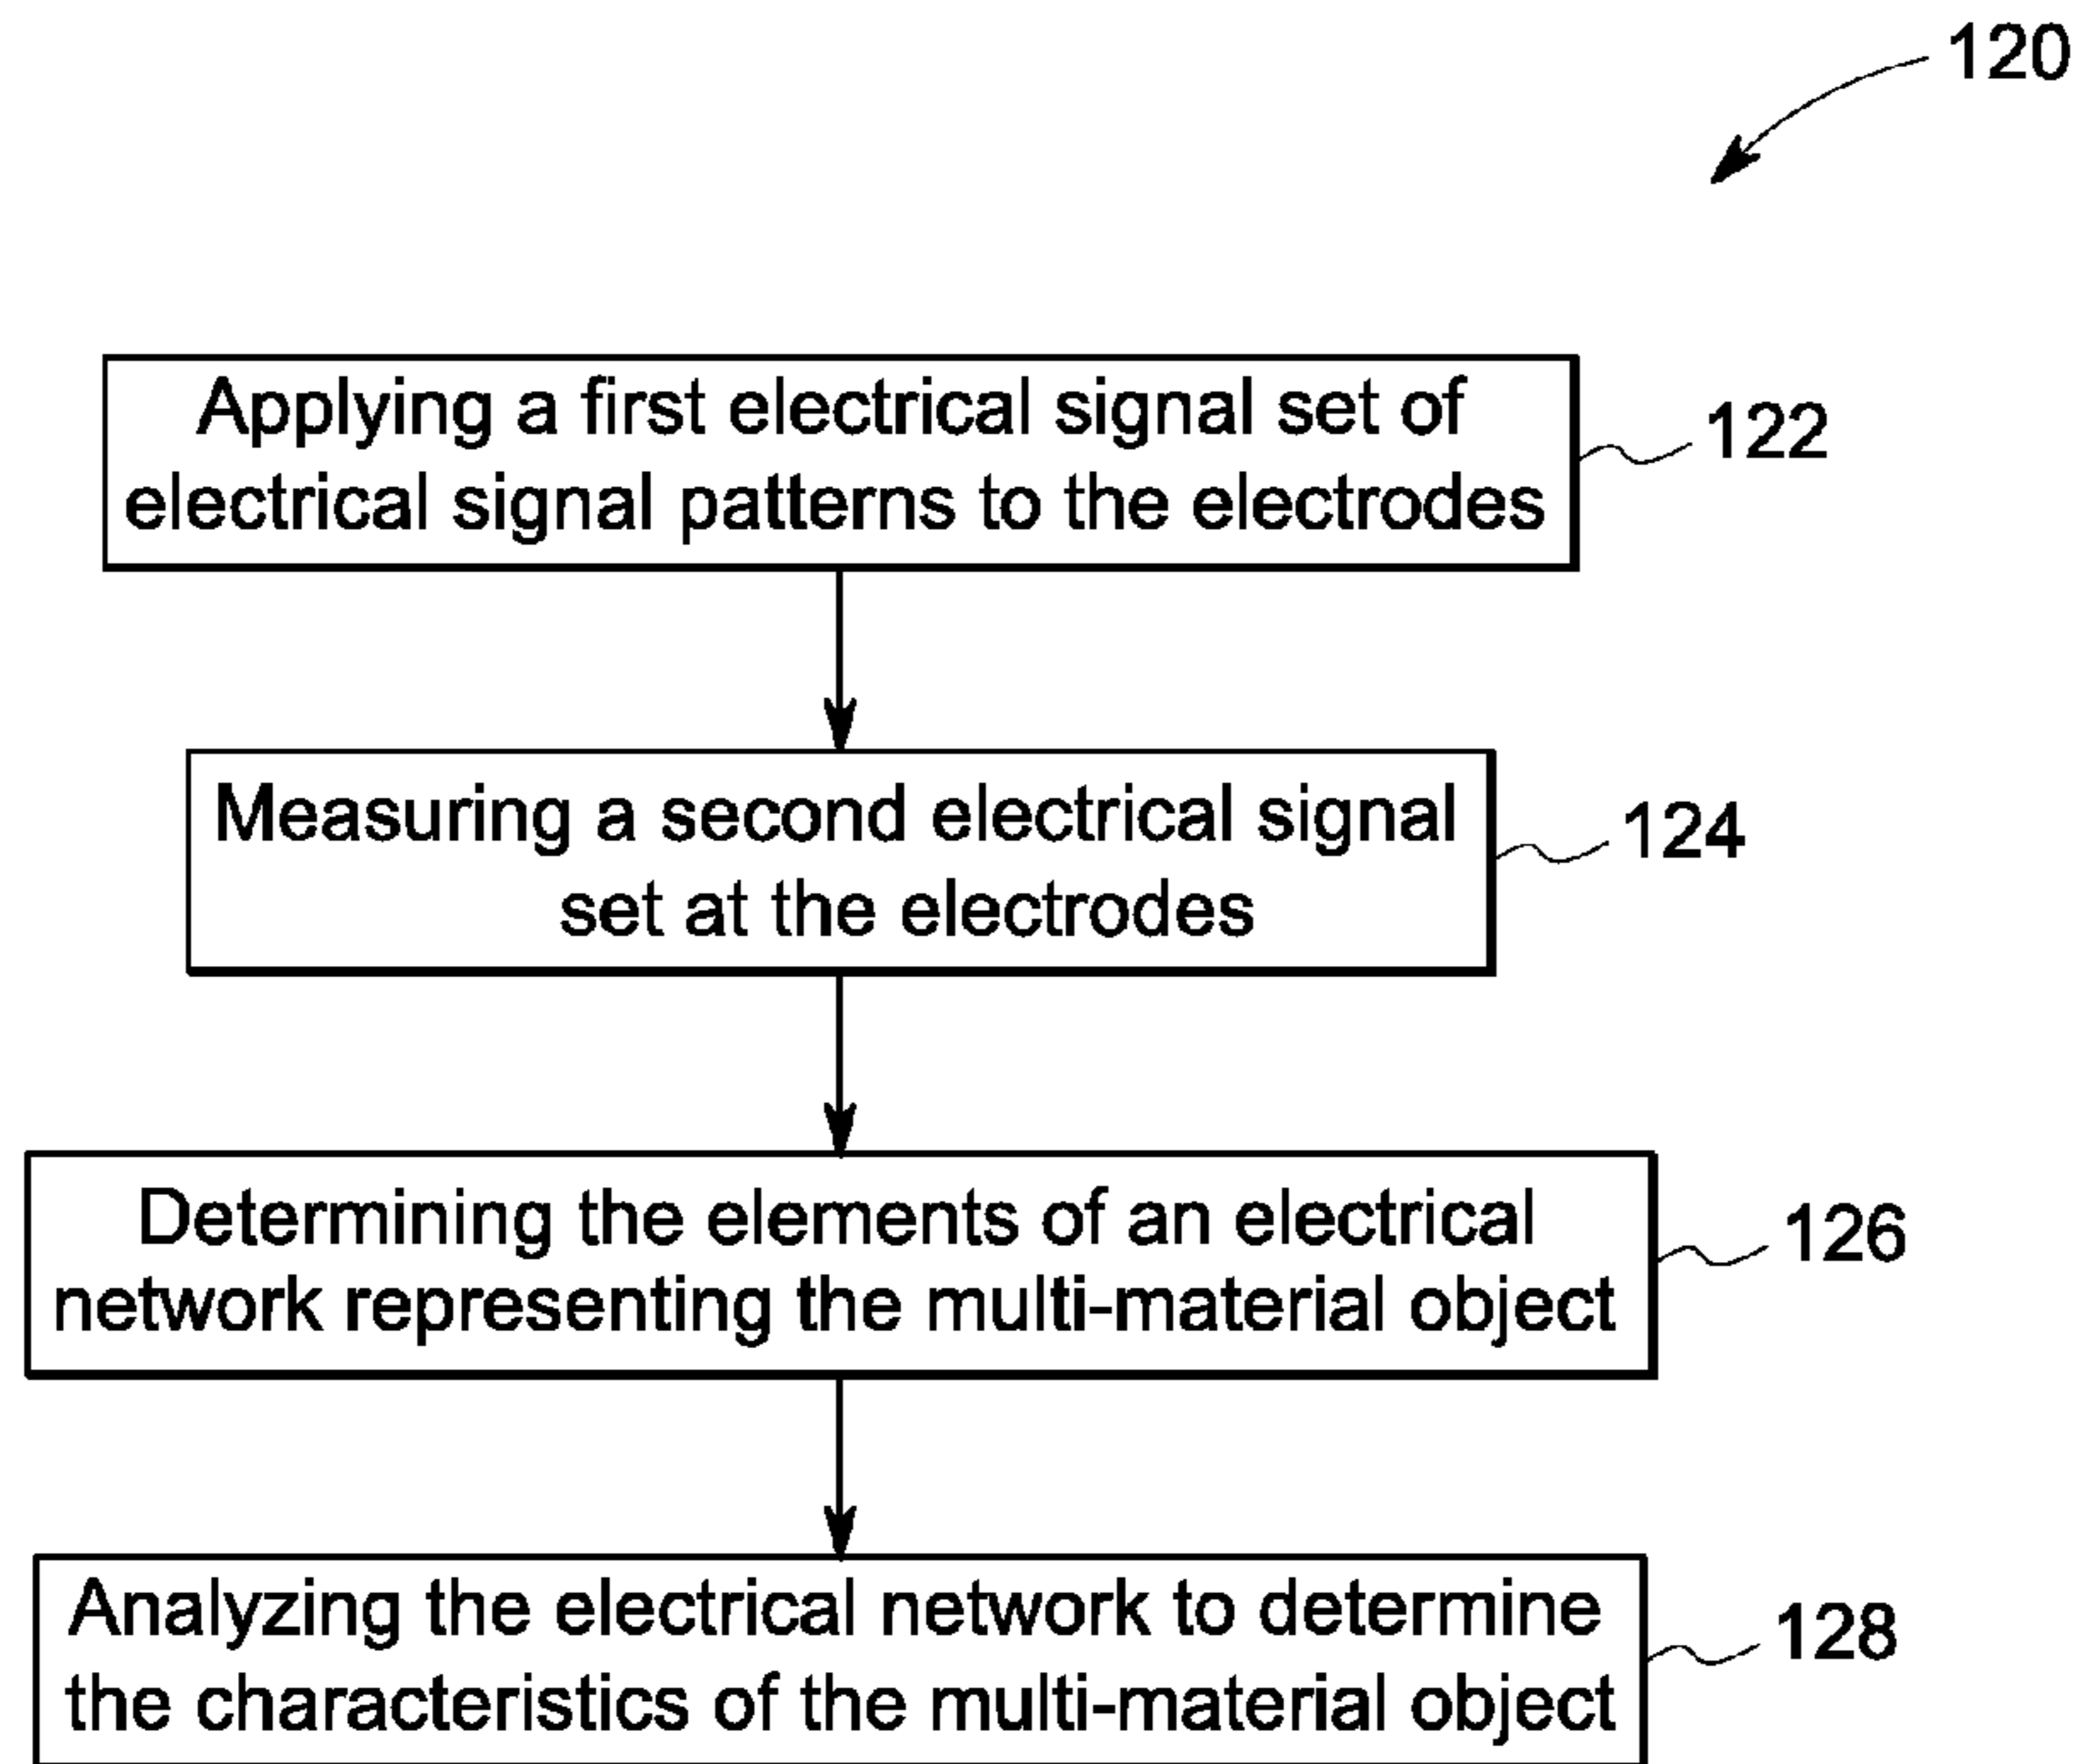 120
Applying a first electrical signal set of
electrical signal patterns to the electrodes
122
Measuring a second electrical signal
set at the electrodes
124
Determining the elements of an electrical
network representing the multi-material object
126
Analyzing the electrical network to determine
the characteristics of the multi-material object
128